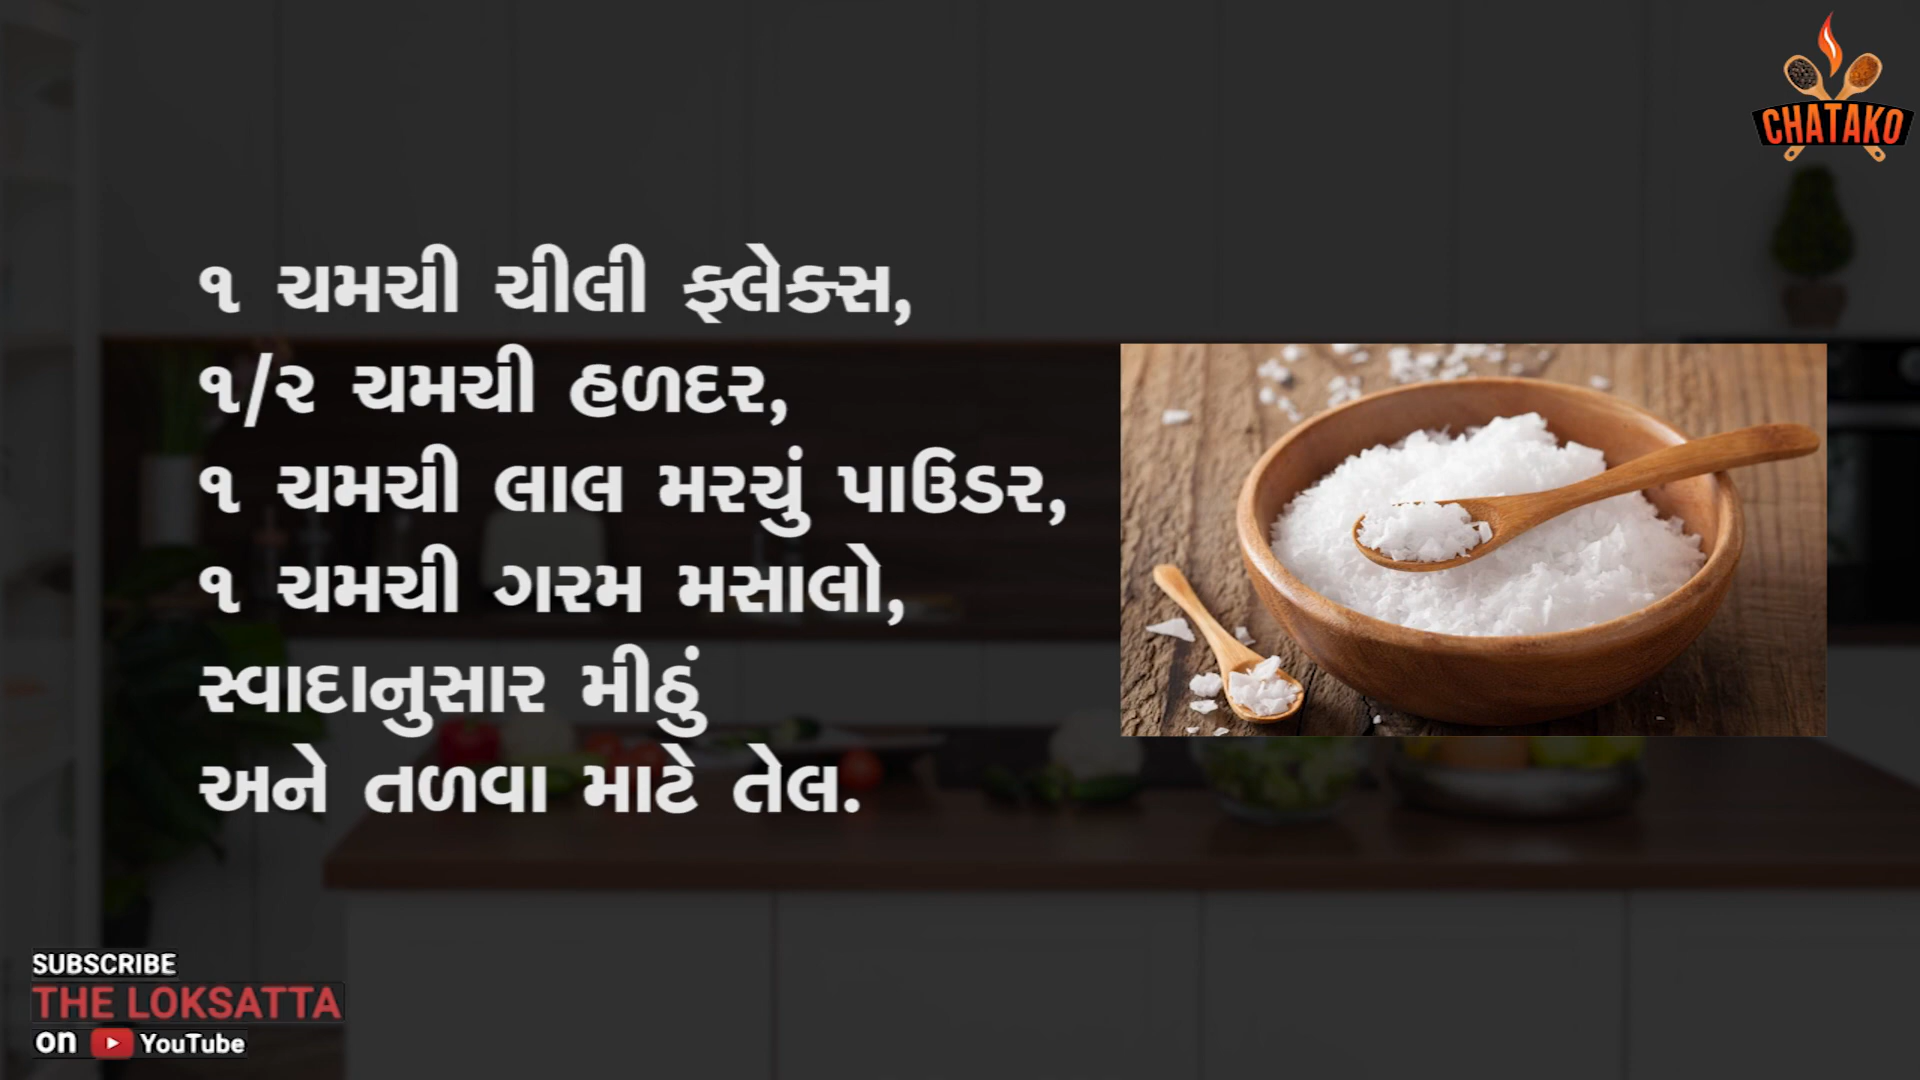 CHATAKO
૧ ચમચી ચીલી ફ્લેક્સ,
૧/૨ ચમચી હળદર,
૧ ચમચી લાલ મરચું પાઉડર,
૧ ચમચી ગરમ મસાલો,
સ્વાદાનુસાર મીઠું
અને તળવા માટે તેલ.
SUBSCRIBE
THE LOKSATTA
on YouTube